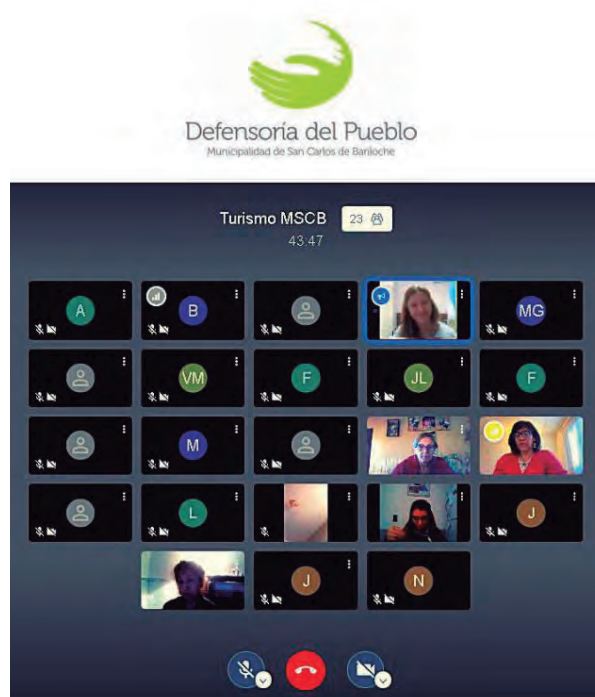 Defensoría del Pueblo
Municipalidad de San Carlos de Bariloche
Turismo MSCB 23
43:47
A
B
MG
VM
F
JL
F
M
L
J
J
N